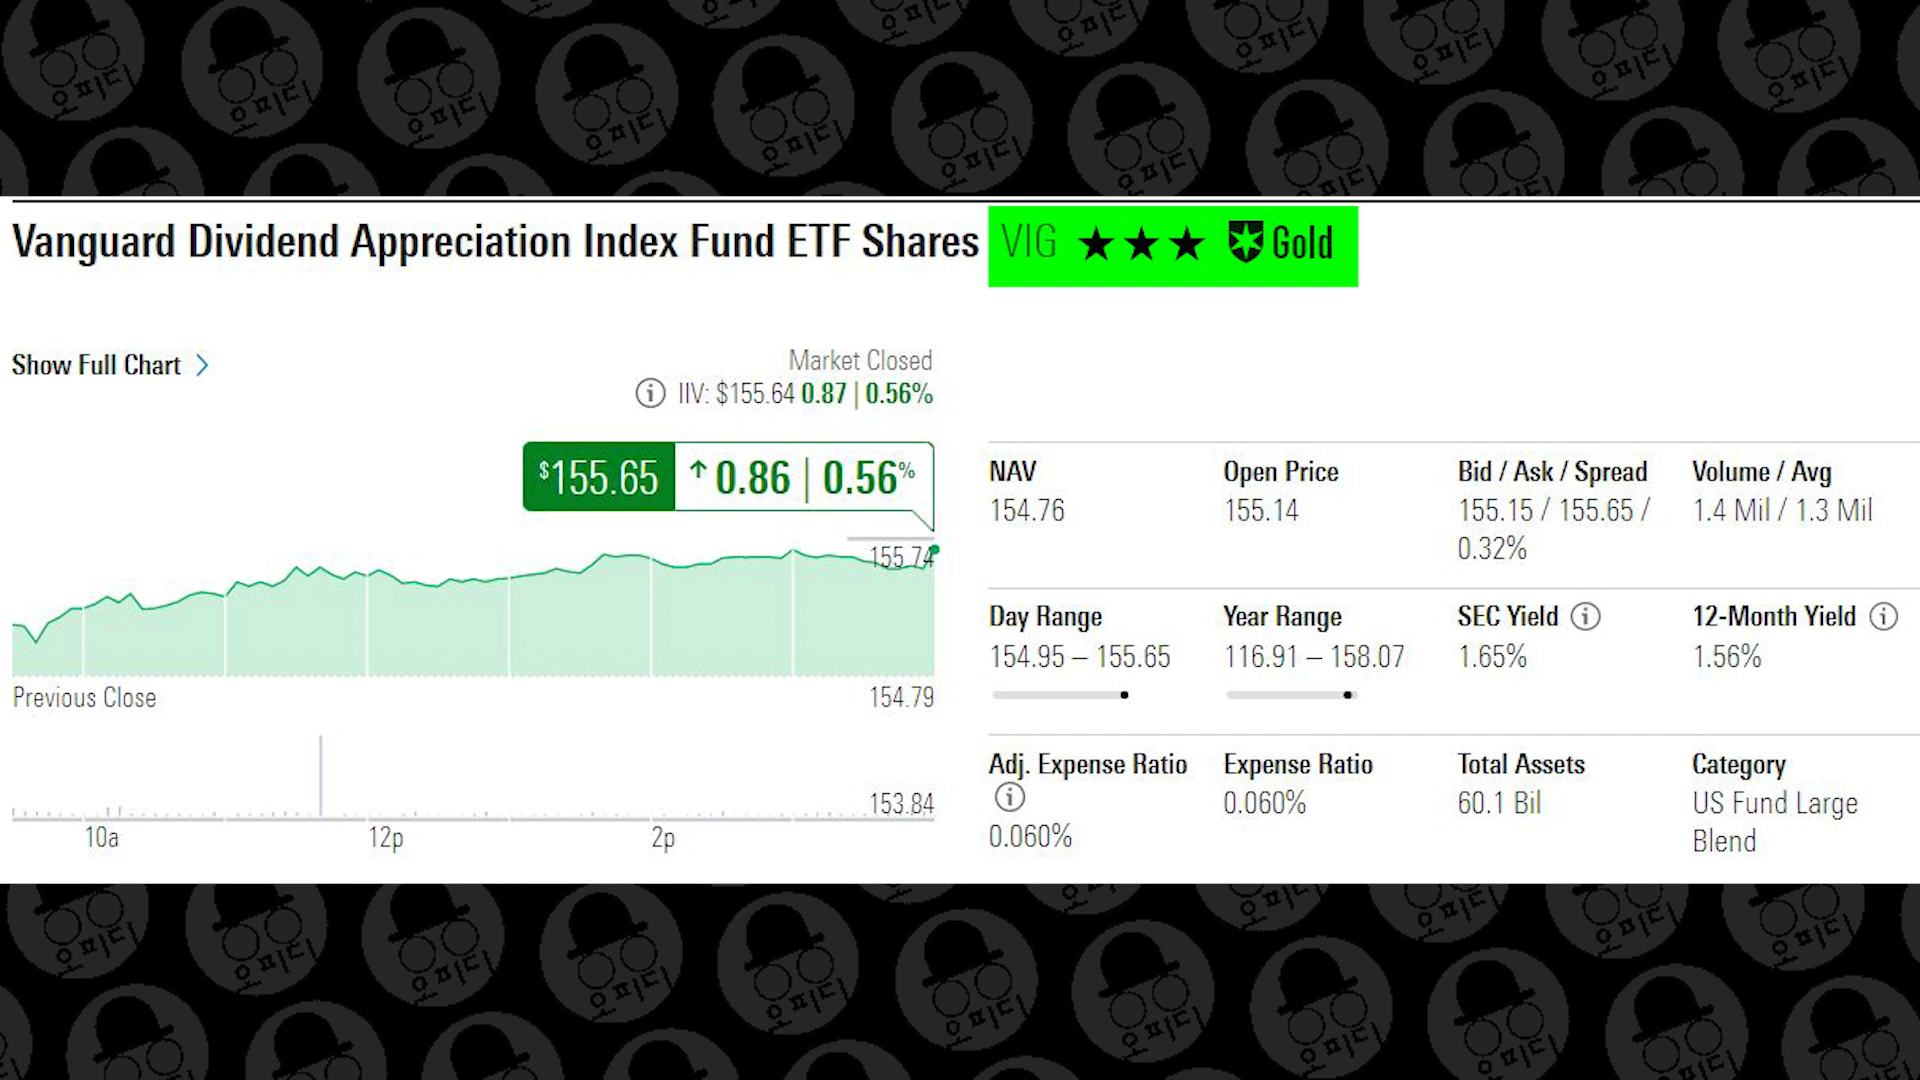 Vanguard Dividend Appreciation Index Fund ETF Shares VIG ★★★ Gold
Show Full Chart
Market Closed
IIV: $155.64 0.87 | 0.56%
$155.65 ↑ 0.86 | 0.56%
155.74
Previous Close 154.79
153.84
10a 12p 2p
NAV
154.76
Open Price
155.14
Bid / Ask / Spread
155.15 / 155.65 /
0.32%
Volume / Avg
1.4 Mil / 1.3 Mil
Day Range
154.95 – 155.65
Year Range
116.91 – 158.07
SEC Yield
1.65%
12-Month Yield
1.56%
Adj. Expense Ratio
0.060%
Expense Ratio
0.060%
Total Assets
60.1 Bil
Category
US Fund Large
Blend
오피디